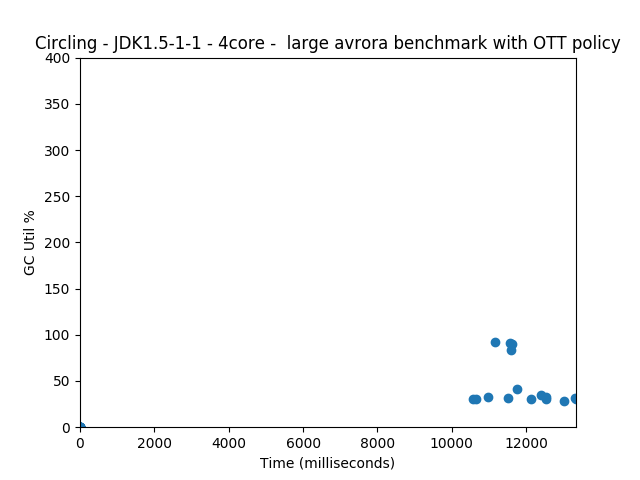 Circling - JDK1.5-1-1 - 4core -  large avrora benchmark with OTT policy
400
350
300
250
200
150
100
50
0
GC Util %
0 2000 4000 6000 8000 10000 12000
Time (milliseconds)